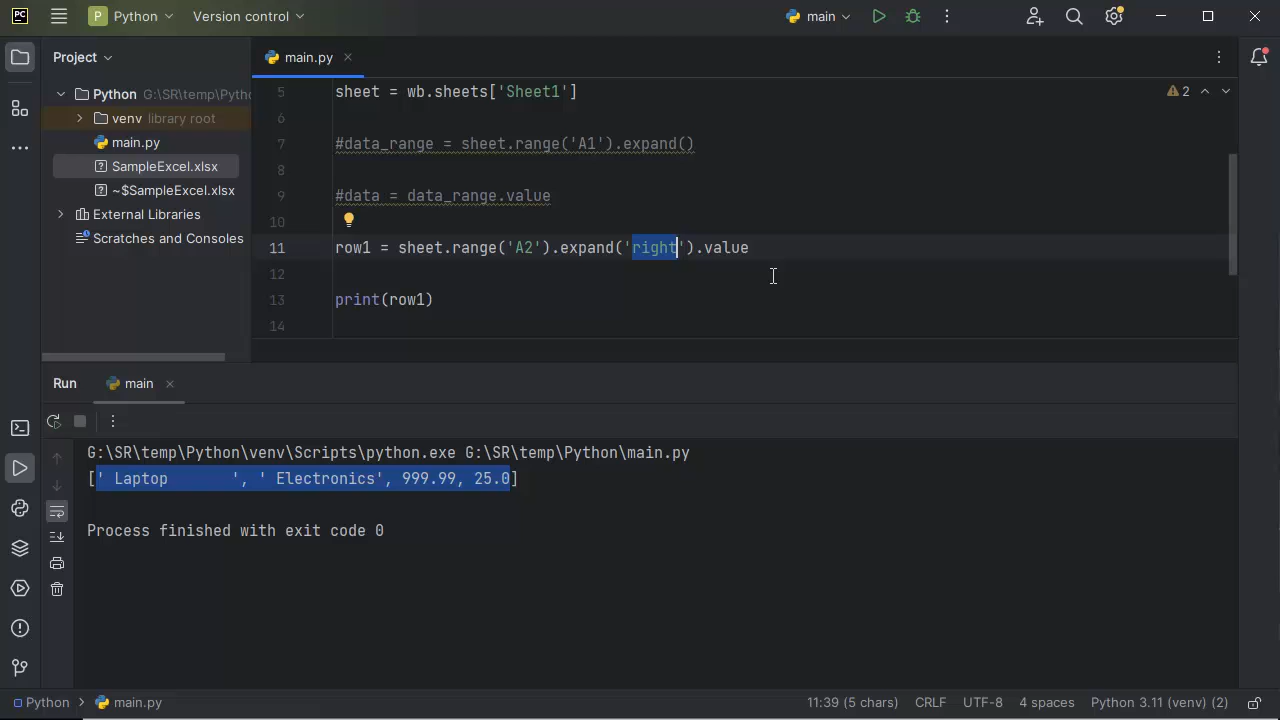 PC
P
Python
Version control
main
Project
main.py
Python G:\SR\temp\Pytho
venv library root
main.py
SampleExcel.xlsx
~$SampleExcel.xlsx
External Libraries
Scratches and Consoles
5 sheet = wb.sheets['Sheet1']
2
6
7 #data_range = sheet.range('A1').expand()
8
9 #data = data_range.value
10
11 row1 = sheet.range('A2').expand('right').value
12
13 print(row1)
14
Run
main
G:\SR\temp\Python\venv\Scripts\python.exe G:\SR\temp\Python\main.py
[' Laptop       ', ' Electronics', 999.99, 25.0]
Process finished with exit code 0
Python
main.py
11:39 (5 chars)
CRLF
UTF-8
4 spaces
Python 3.11 (venv) (2)